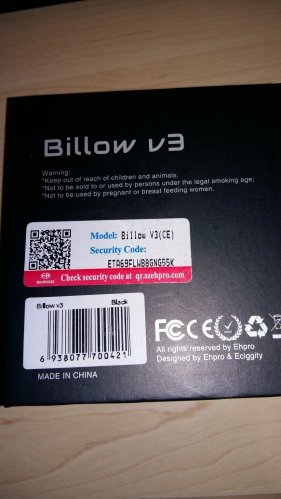 Billow v3
Warning:
*Keep out of reach of children and animals;
*Not to be sold to or used by persons under the legal smoking age;
*Not to be used by pregnant or breast feeding women.
Model: Billow V3(CE)
Security Code:
ETA69FLWB8GNG55K
Check security code at qr.szehpro.com
Billow v3 Black
6 938077 700421
FC CE
All rights reserved by Ehpro
Designed by Ehpro & Eciggity
MADE IN CHINA